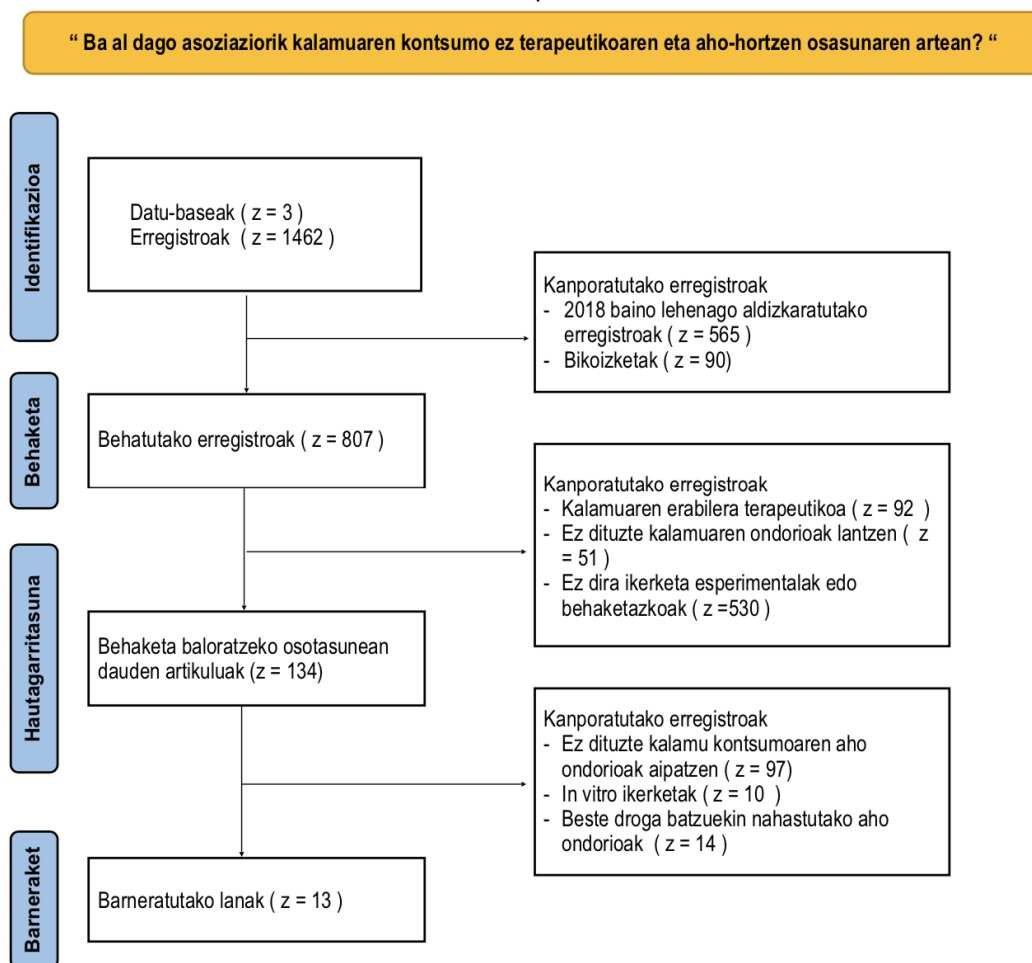 “ Ba al dago asoziaziorik kalamuaren kontsumo ez terapeutikoaren eta aho-hortzen osasunaren artean? “
Identifikazioa
Datu-baseak ( z = 3 )
Erregistroak ( z = 1462 )
Kanporatutako erregistroak
- 2018 baino lehenago aldizkaratutako
erregistroak ( z = 565 )
- Bikoizketak ( z = 90)
Behaketa
Behatutako erregistroak ( z = 807 )
Kanporatutako erregistroak
- Kalamuaren erabilera terapeutikoa ( z = 92 )
- Ez dituzte kalamuaren ondorioak lantzen ( z
= 51 )
- Ez dira ikerketa esperimentalak edo
behaketazkoak ( z =530 )
Hautagarritasuna
Behaketa baloratzeko osotasunean
dauden artikuluak (z = 134)
Kanporatutako erregistroak
- Ez dituzte kalamu kontsumoaren aho
ondorioak aipatzen ( z = 97)
- In vitro ikerketak ( z = 10 )
- Beste droga batzuekin nahastutako aho
ondorioak ( z = 14 )
Barneraket
Barneratutako lanak ( z = 13 )